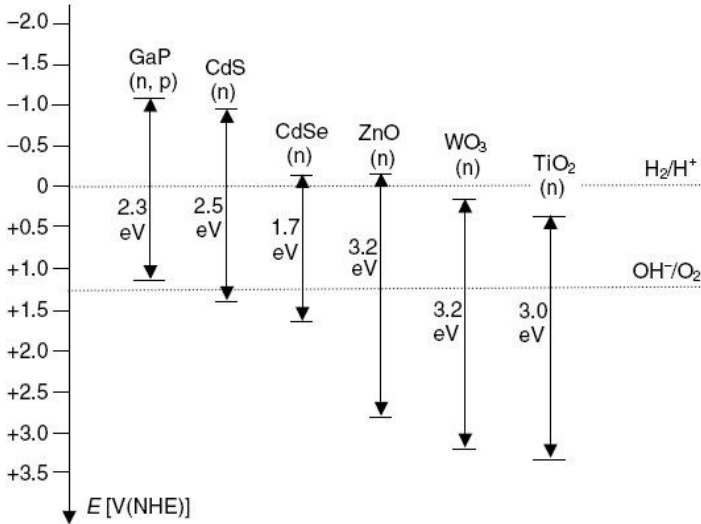 −2.0
−1.5
−1.0
−0.5
0
+0.5
+1.0
+1.5
+2.0
+2.5
+3.0
+3.5
E [V(NHE)]
GaP
(n, p)
2.3
eV
CdS
(n)
2.5
eV
CdSe
(n)
1.7
eV
ZnO
(n)
3.2
eV
WO₃
(n)
3.2
eV
TiO₂
(n)
3.0
eV
H₂/H⁺
OH⁻/O₂